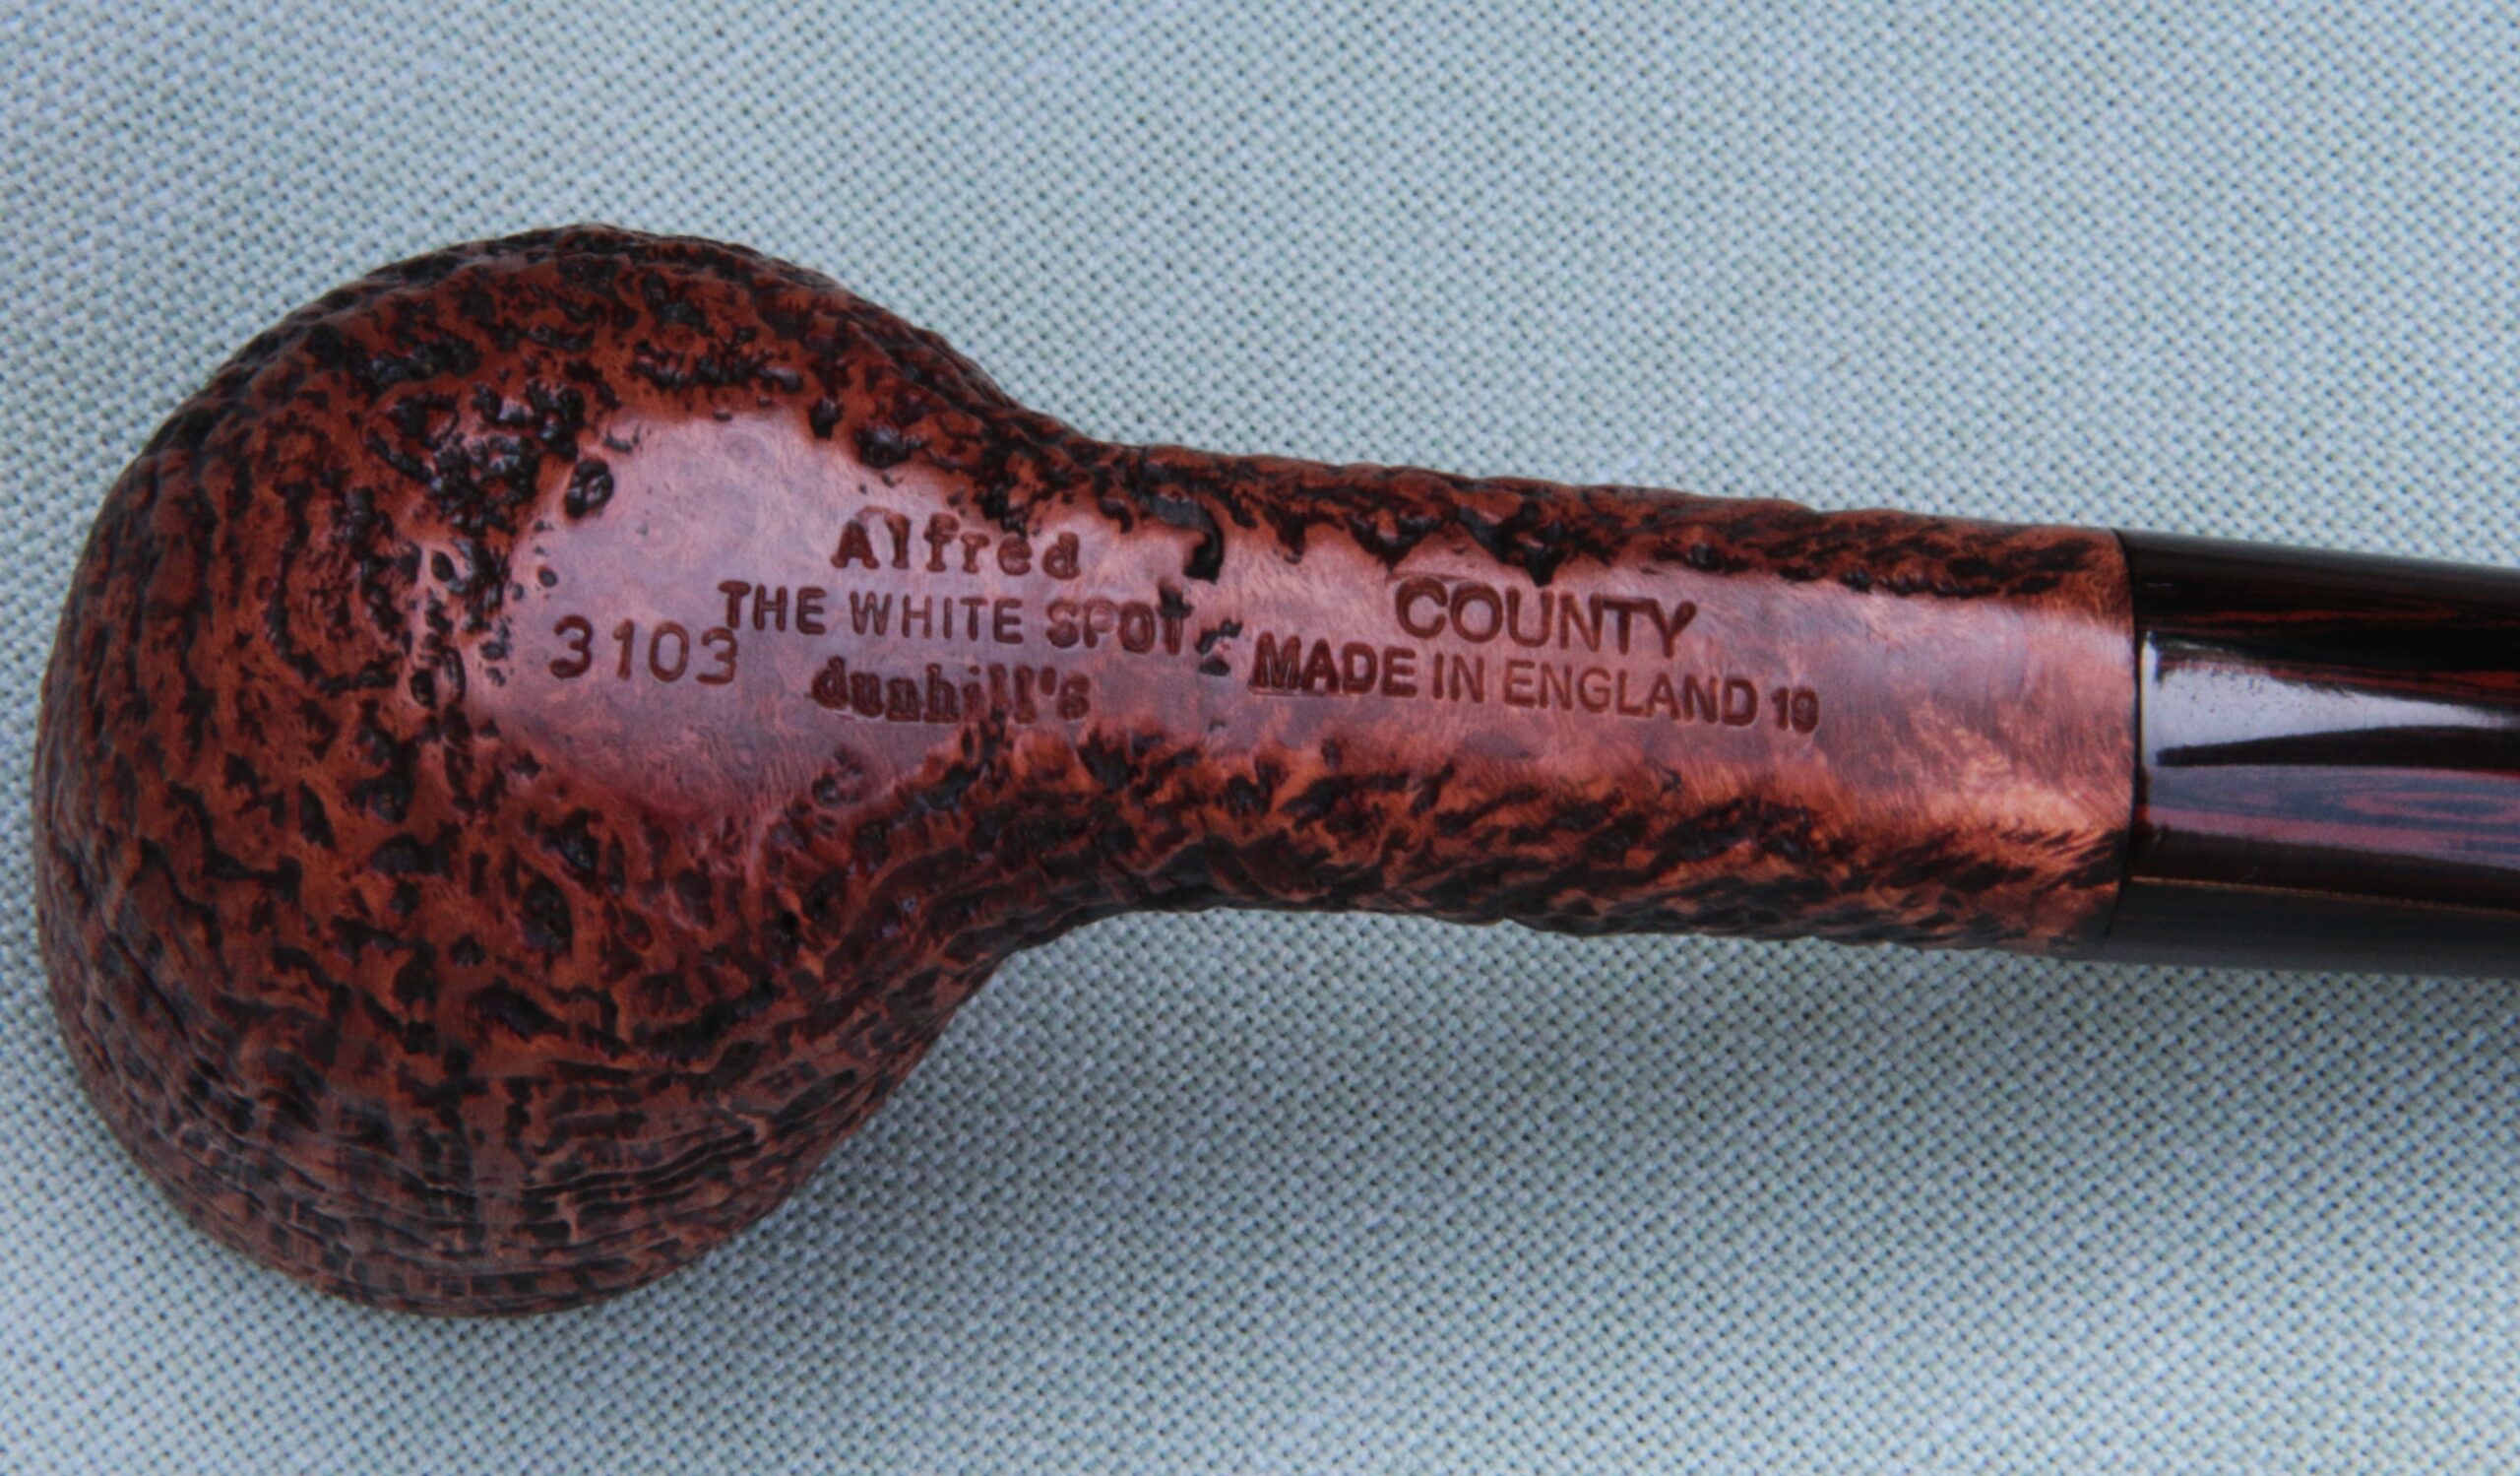 3103
Alfred
THE WHITE SPOT
dunhill's
COUNTY
MADE IN ENGLAND 19